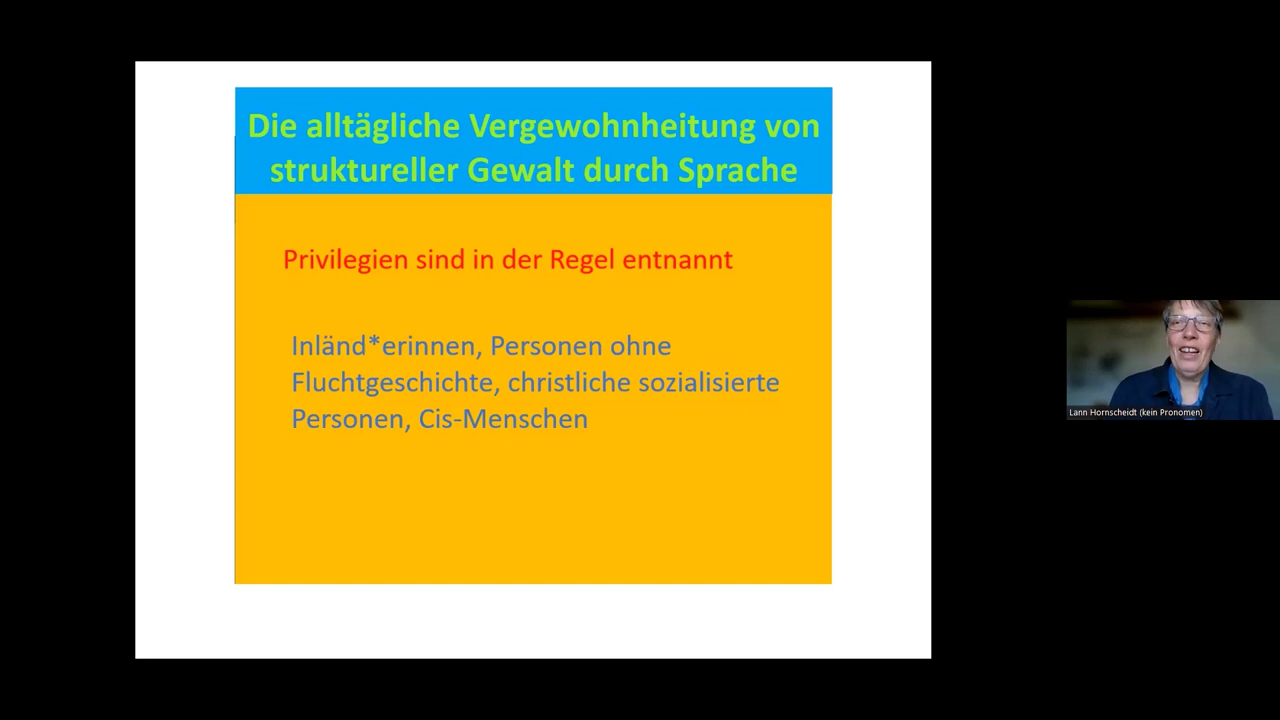 Die alltägliche Vergewohnheitung von
struktureller Gewalt durch Sprache
Privilegien sind in der Regel entnannt
Inländ*erinnen, Personen ohne
Fluchtgeschichte, christliche sozialisierte
Personen, Cis-Menschen
Lann Hornscheidt (kein Pronomen)